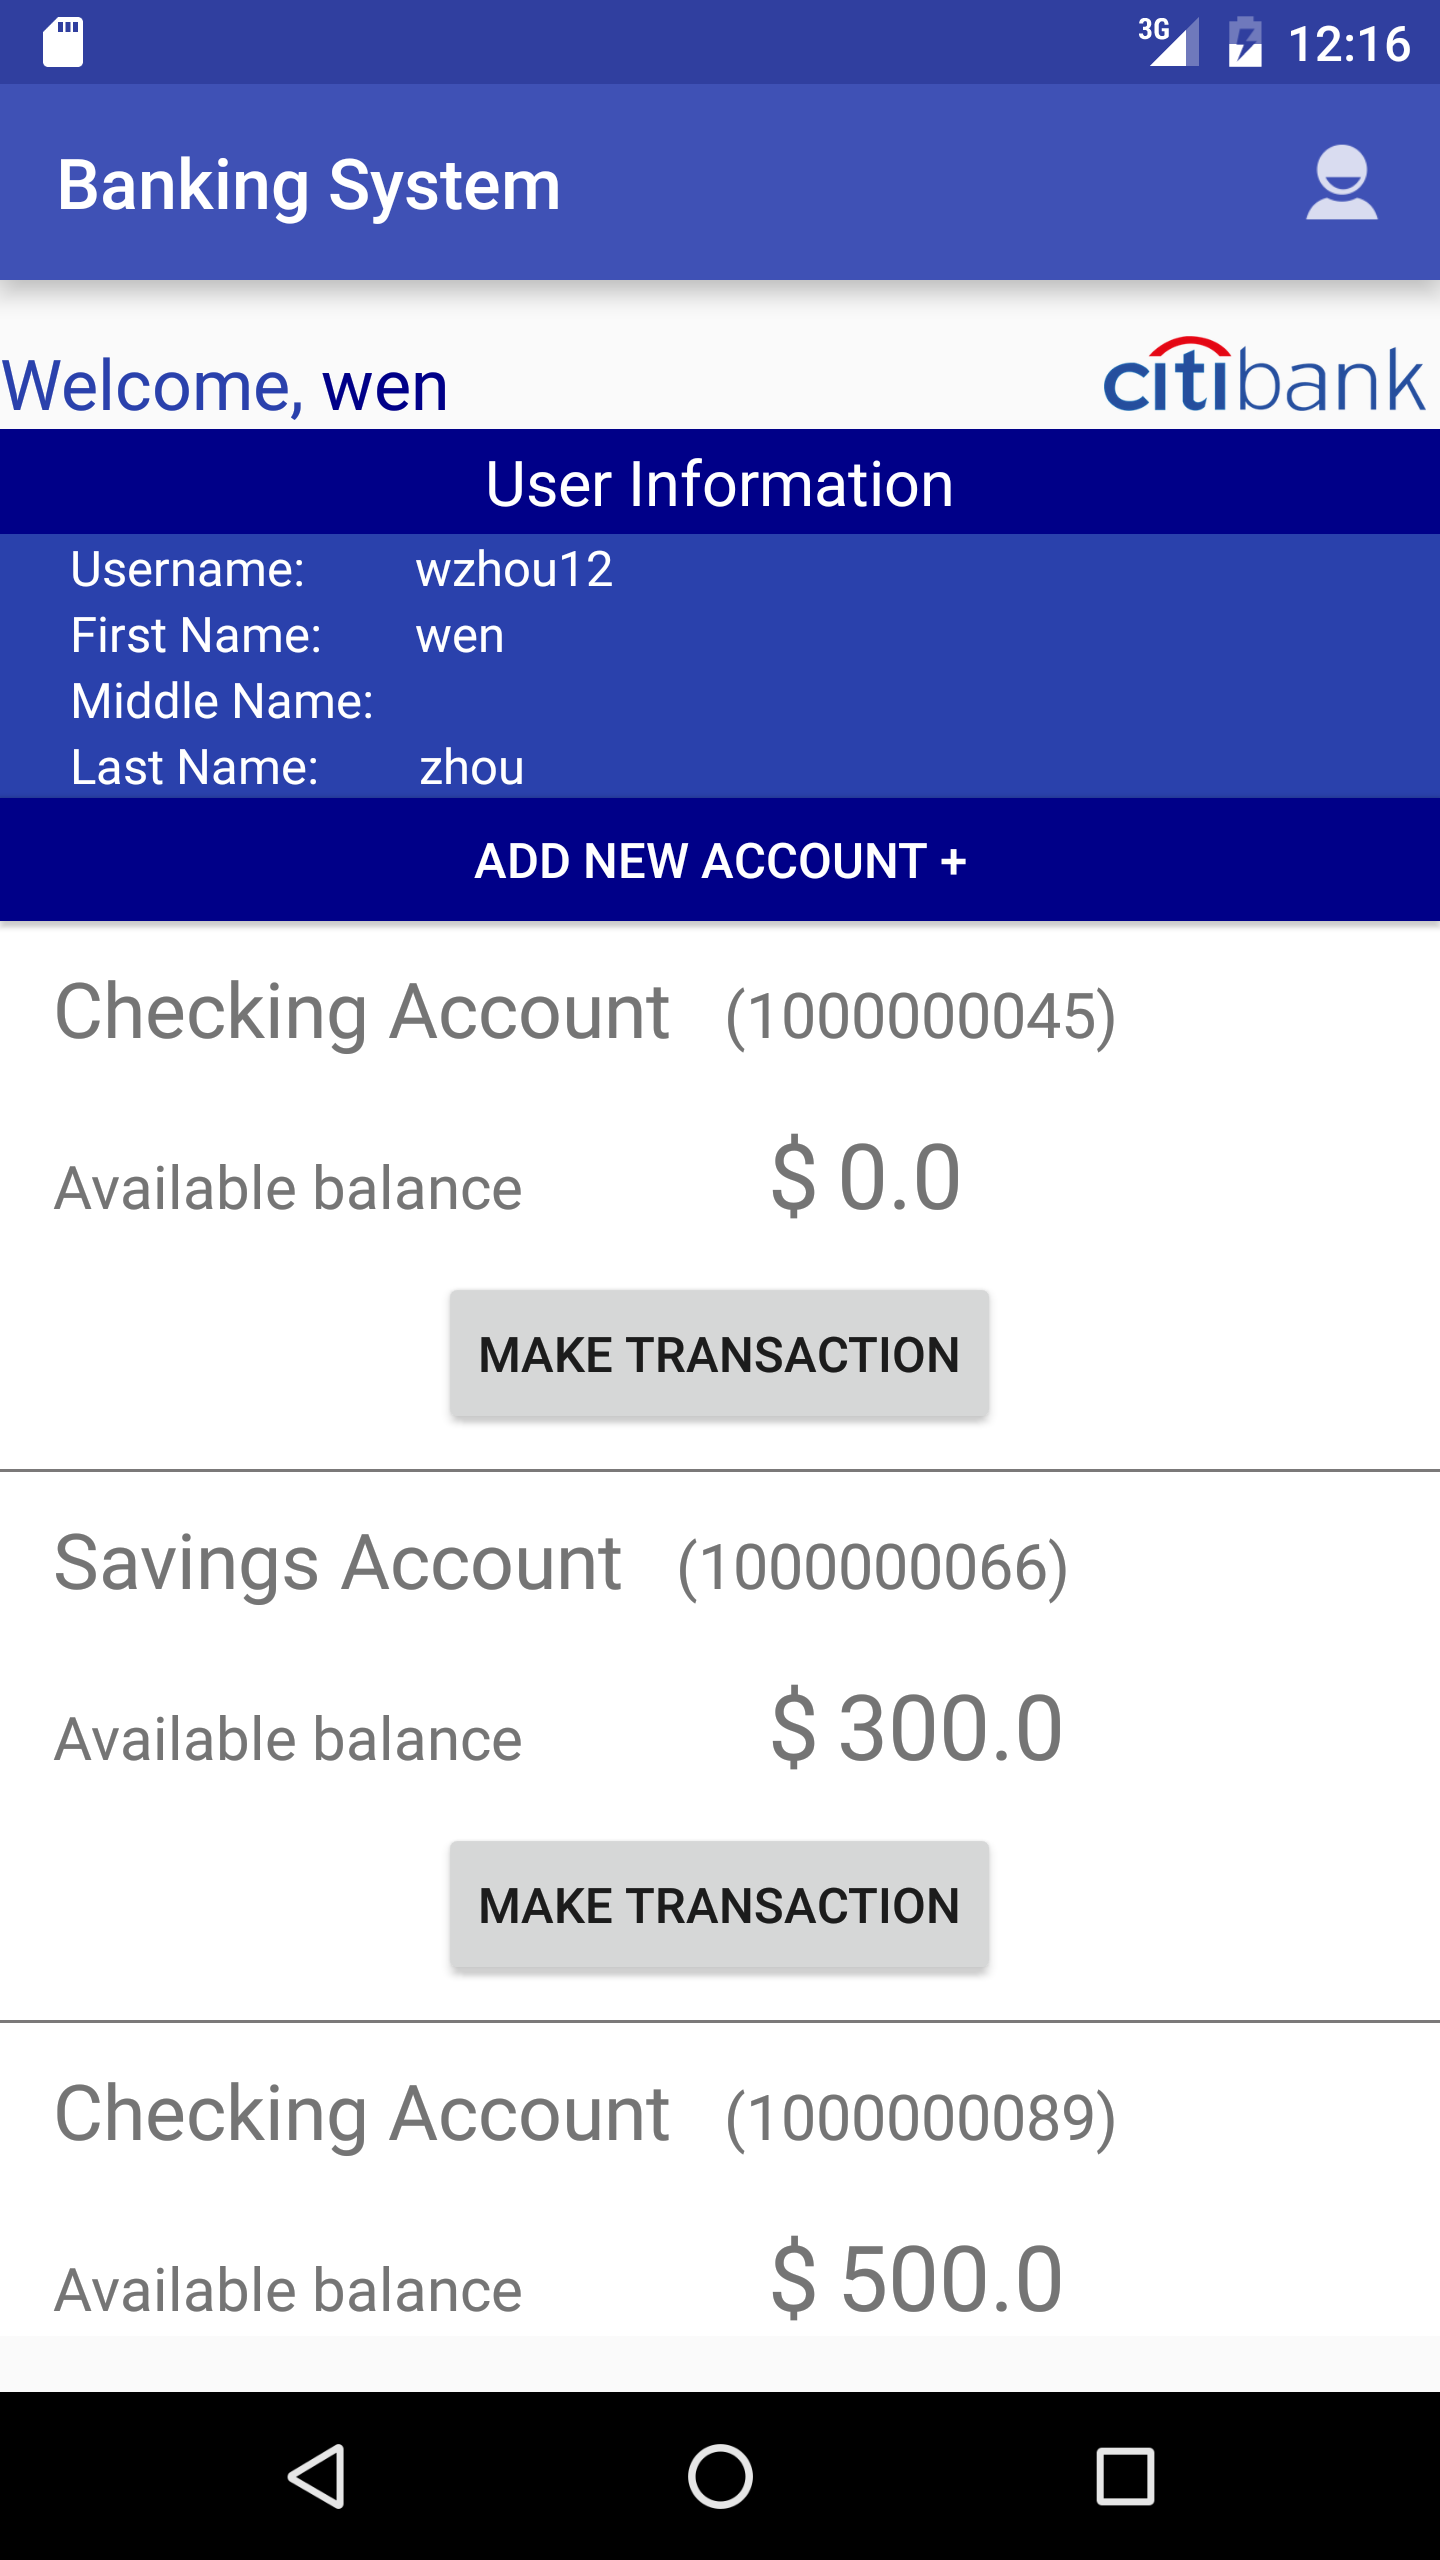 3G 12:16
Banking System
Welcome, wen citibank
User Information
Username: wzhou12
First Name: wen
Middle Name:
Last Name: zhou
ADD NEW ACCOUNT +
Checking Account (1000000045)
Available balance $ 0.0
MAKE TRANSACTION
Savings Account (1000000066)
Available balance $ 300.0
MAKE TRANSACTION
Checking Account (1000000089)
Available balance $ 500.0